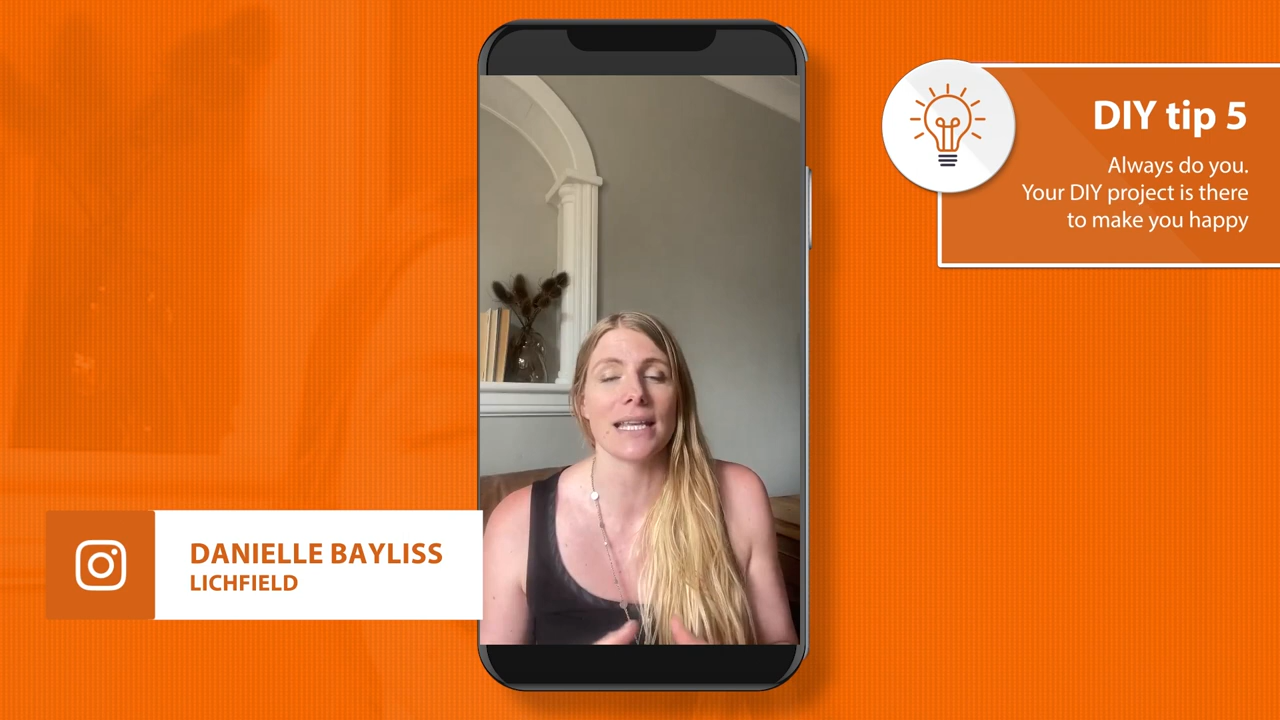 DIY tip 5
Always do you.
Your DIY project is there
to make you happy
DANIELLE BAYLISS
LICHFIELD